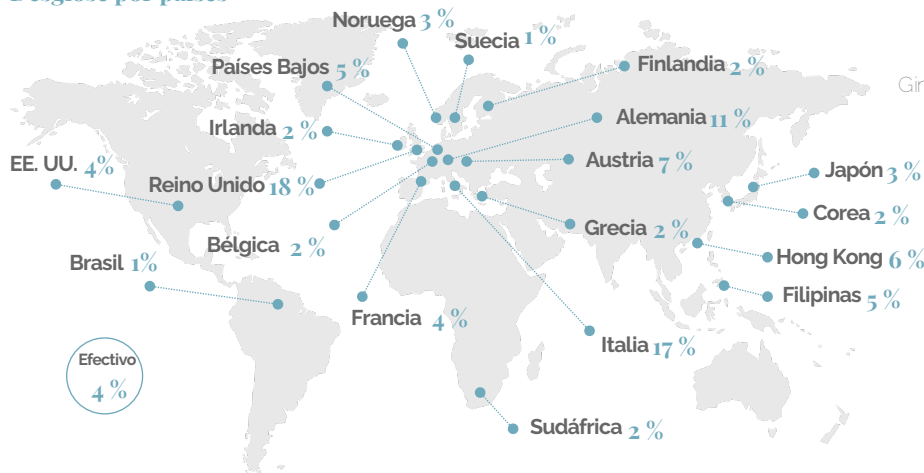 Noruega 3 %
Suecia 1 %
Países Bajos 5 %
Finlandia 2 %
Irlanda 2 %
Alemania 11 %
EE. UU. 4%
Reino Unido 18 %
Austria 7 %
Japón 3 %
Corea 2 %
Bélgica 2 %
Grecia 2 %
Hong Kong 6 %
Brasil 1%
Filipinas 5 %
Francia 4 %
Italia 17 %
Efectivo
4 %
Sudáfrica 2 %